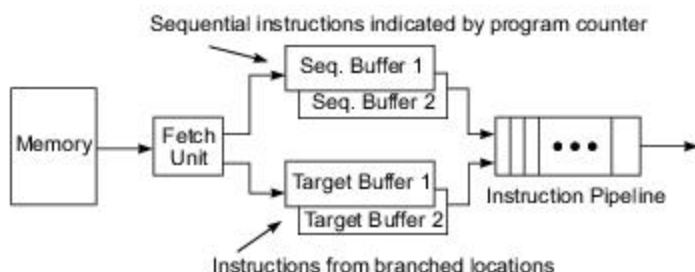 Sequential instructions indicated by program counter
Seq. Buffer 1
Seq. Buffer 2
Memory
Fetch
Unit
Target Buffer 1
Target Buffer 2
Instruction Pipeline
Instructions from branched locations